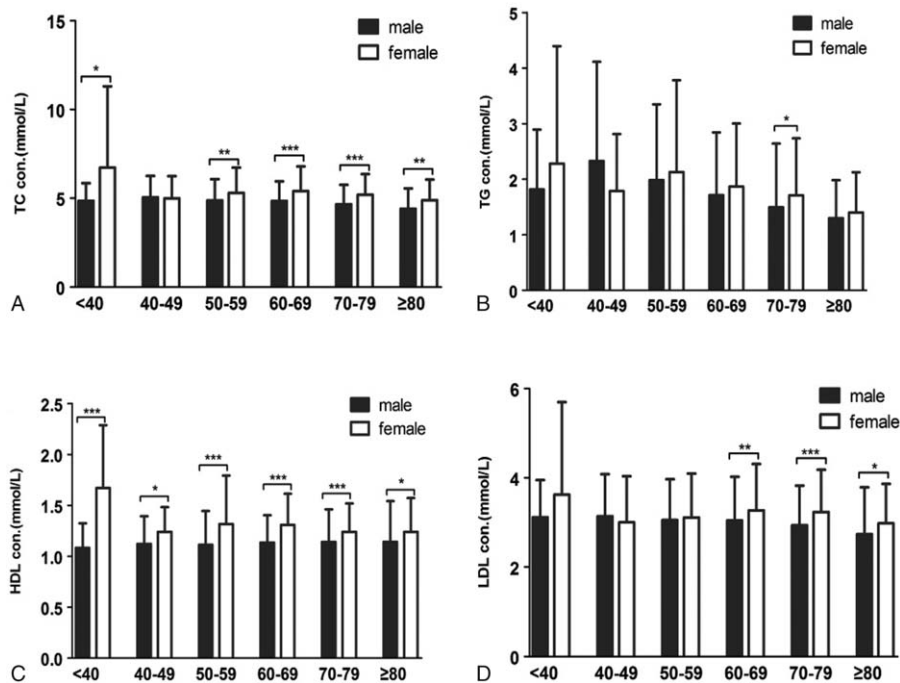 15
10
5
0
TC con.(mmol/L)
male
female
*
**
***
***
**
A
<40 40-49 50-59 60-69 70-79 ≥80
5
4
3
2
1
0
TG con.(mmol/L)
male
female
*
B
<40 40-49 50-59 60-69 70-79 ≥80
2.5
2.0
1.5
1.0
0.5
0.0
HDL con.(mmol/L)
male
female
***
*
***
***
***
*
C
<40 40-49 50-59 60-69 70-79 ≥80
6
4
2
0
LDL con.(mmol/L)
male
female
**
***
*
D
<40 40-49 50-59 60-69 70-79 ≥80